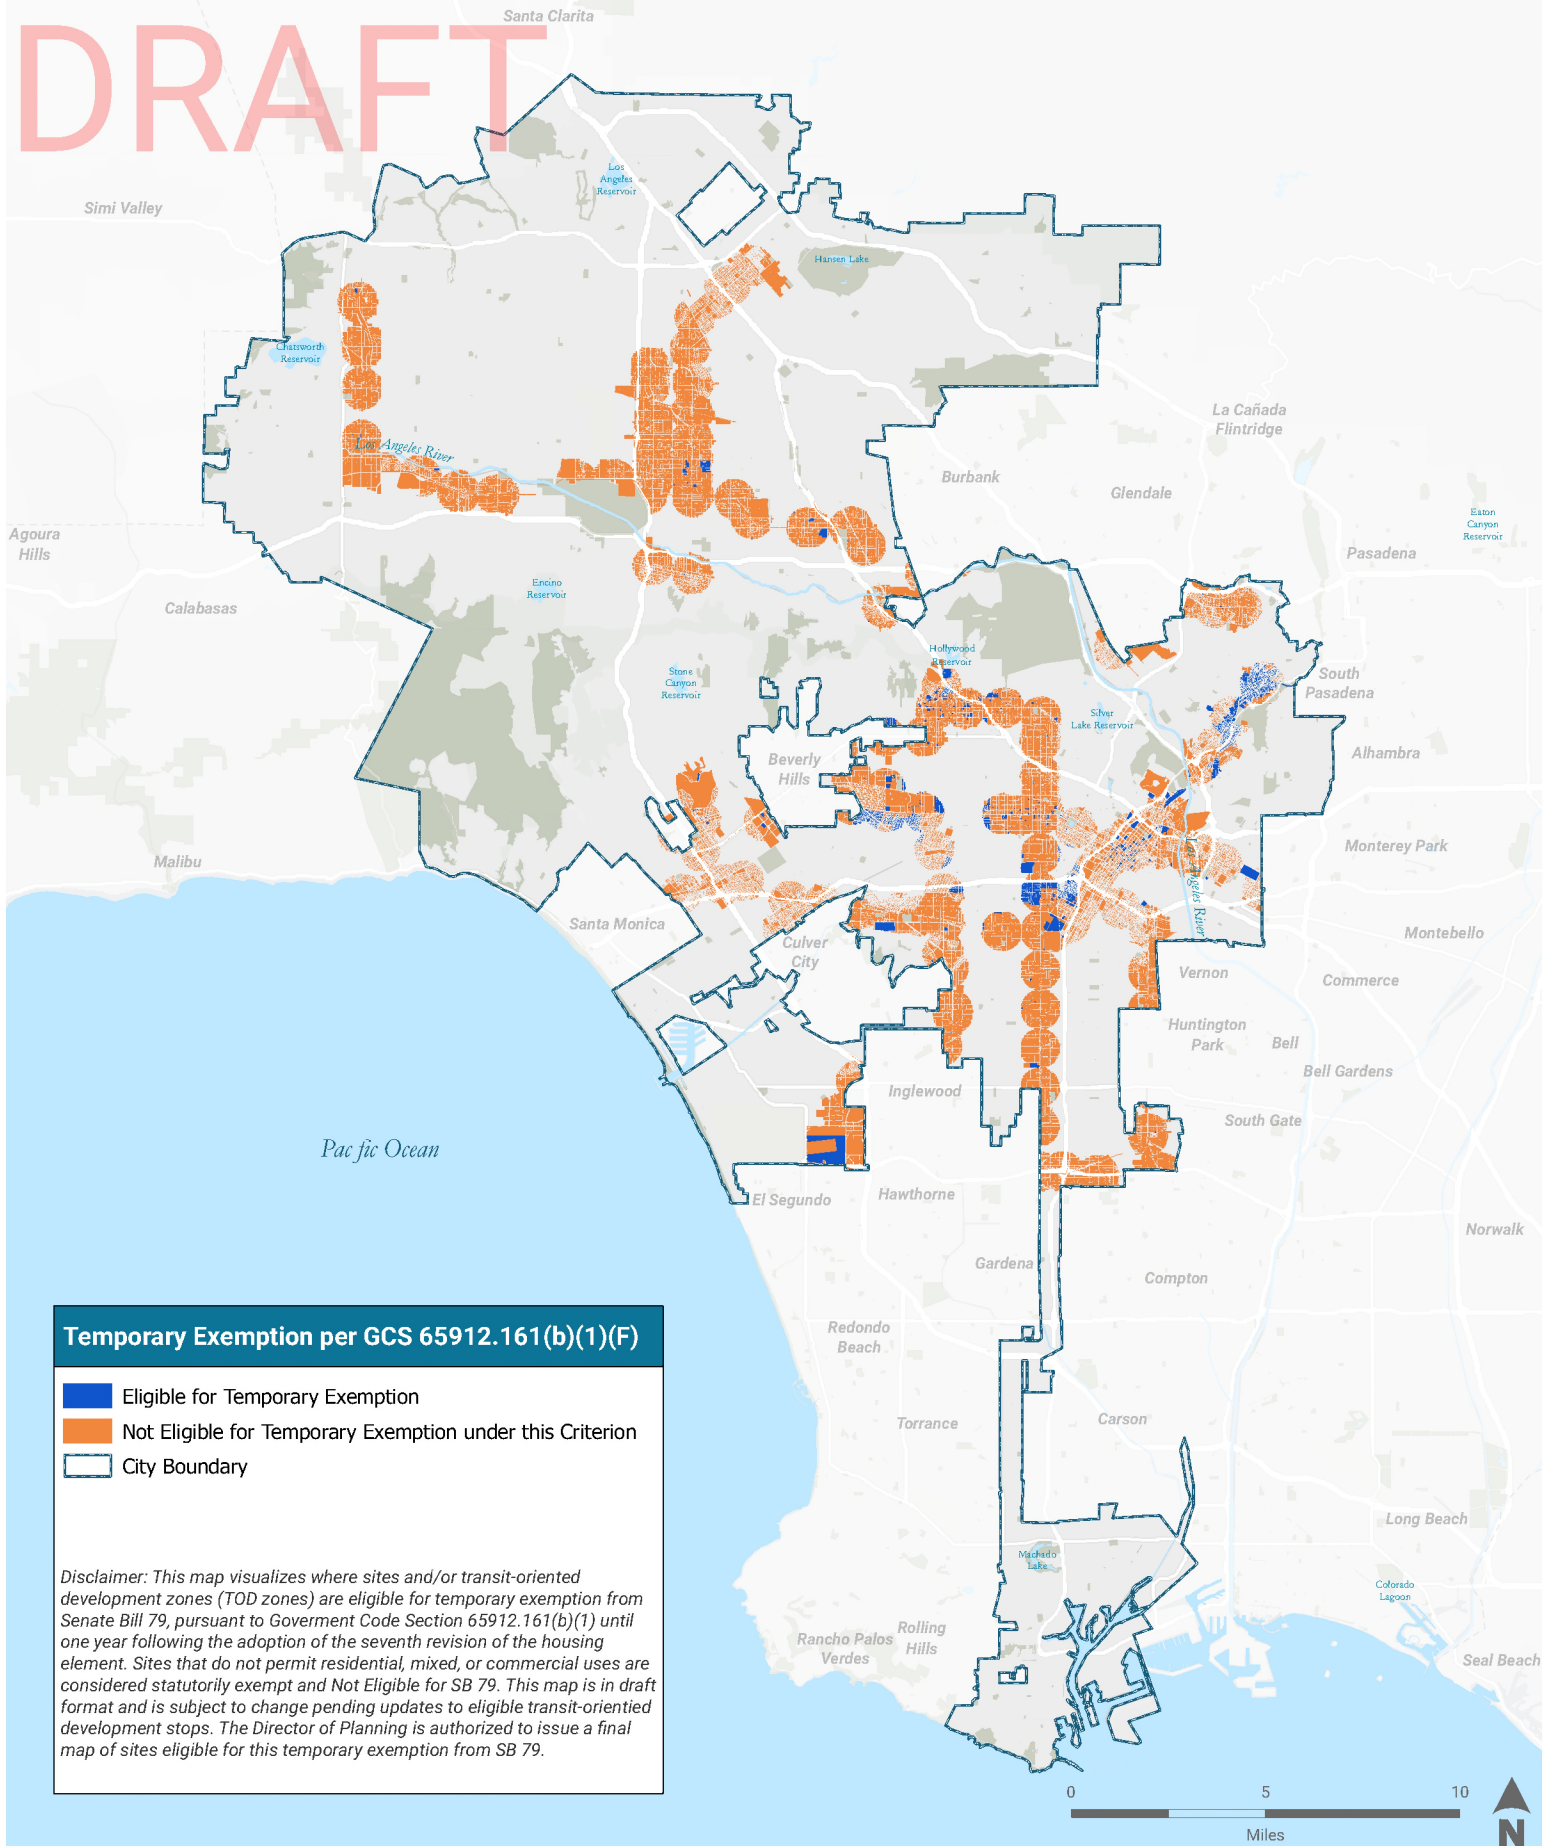 DRAFT
Santa Clarita
Los
Angeles
Reservoir
Simi Valley
Hansen Lake
Chatsworth
Reservoir
La Cañada
Flintridge
Los Angeles River
Burbank
Glendale
Eaton
Canyon
Reservoir
Agoura
Hills
Pasadena
Encino
Reservoir
Calabasas
Hollywood
Reservoir
Stone
Canyon
Reservoir
South
Pasadena
Silver
Lake Reservoir
Alhambra
Beverly
Hills
Malibu
Monterey Park
Los Angeles River
Santa Monica
Culver
City
Montebello
Vernon
Commerce
Huntington
Park
Bell
Bell Gardens
Inglewood
South Gate
Pac fic Ocean
El Segundo
Hawthorne
Norwalk
Gardena
Compton
Redondo
Beach
Torrance
Carson
Long Beach
Machado
Lake
Colorado
Lagoon
Rolling
Hills
Rancho Palos
Verdes
Seal Beach
Temporary Exemption per GCS 65912.161(b)(1)(F)
Eligible for Temporary Exemption
Not Eligible for Temporary Exemption under this Criterion
City Boundary
Disclaimer: This map visualizes where sites and/or transit-oriented
development zones (TOD zones) are eligible for temporary exemption from
Senate Bill 79, pursuant to Goverment Code Section 65912.161(b)(1) until
one year following the adoption of the seventh revision of the housing
element. Sites that do not permit residential, mixed, or commercial uses are
considered statutorily exempt and Not Eligible for SB 79. This map is in draft
format and is subject to change pending updates to eligible transit-orientied
development stops. The Director of Planning is authorized to issue a final
map of sites eligible for this temporary exemption from SB 79.
0 5 10
Miles
N